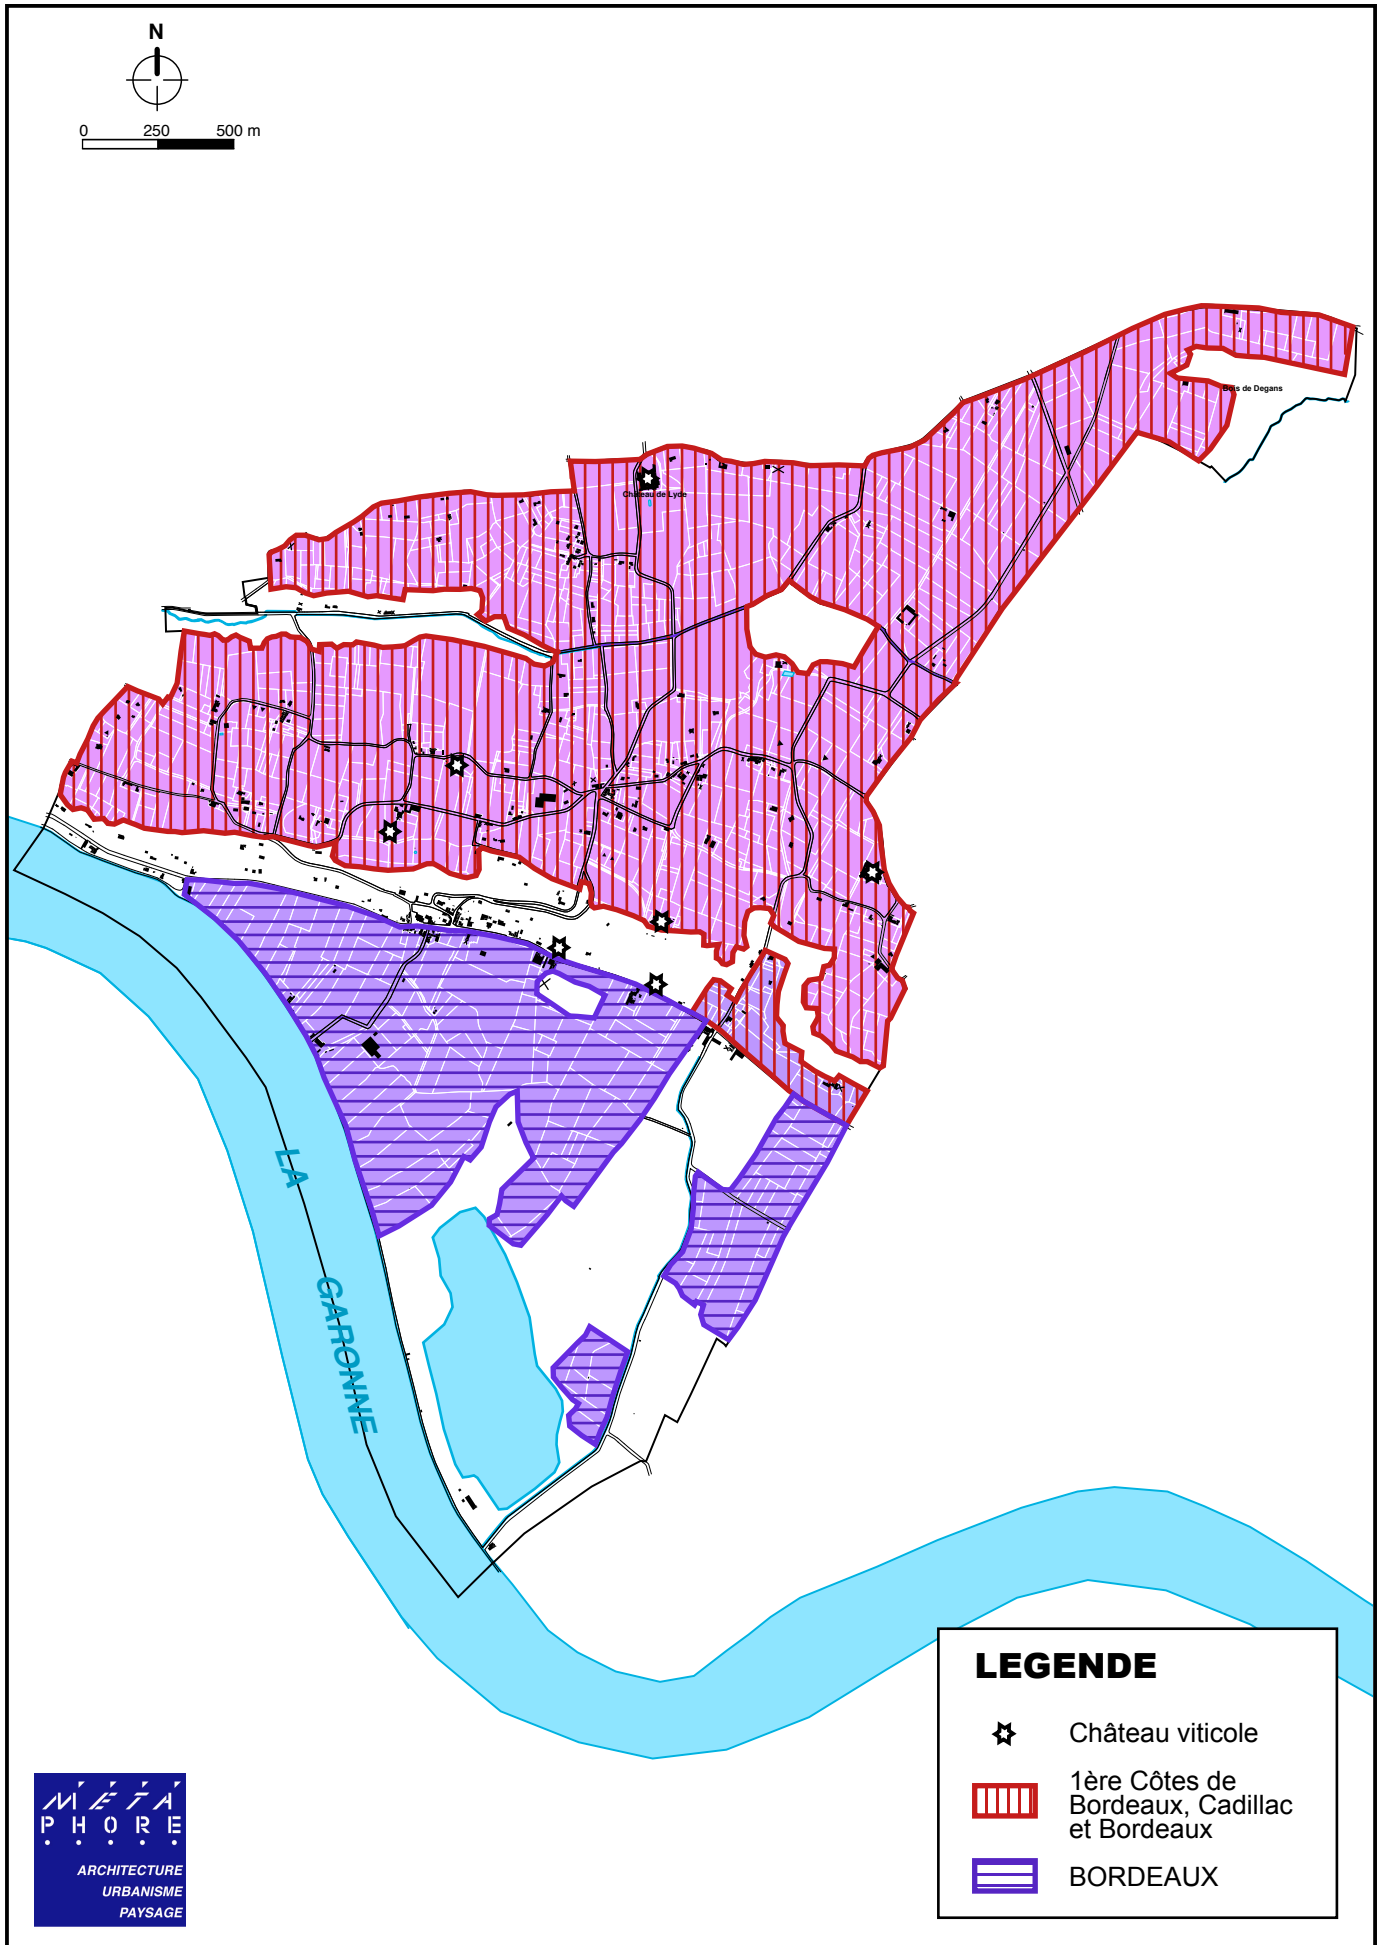 N
0 250 500 m
Bois de Degans
Château de Lyde
LA
GARONNE
LEGENDE
Château viticole
1ère Côtes de
Bordeaux, Cadillac
et Bordeaux
BORDEAUX
MÉTÁ
PHORE
ARCHITECTURE
URBANISME
PAYSAGE